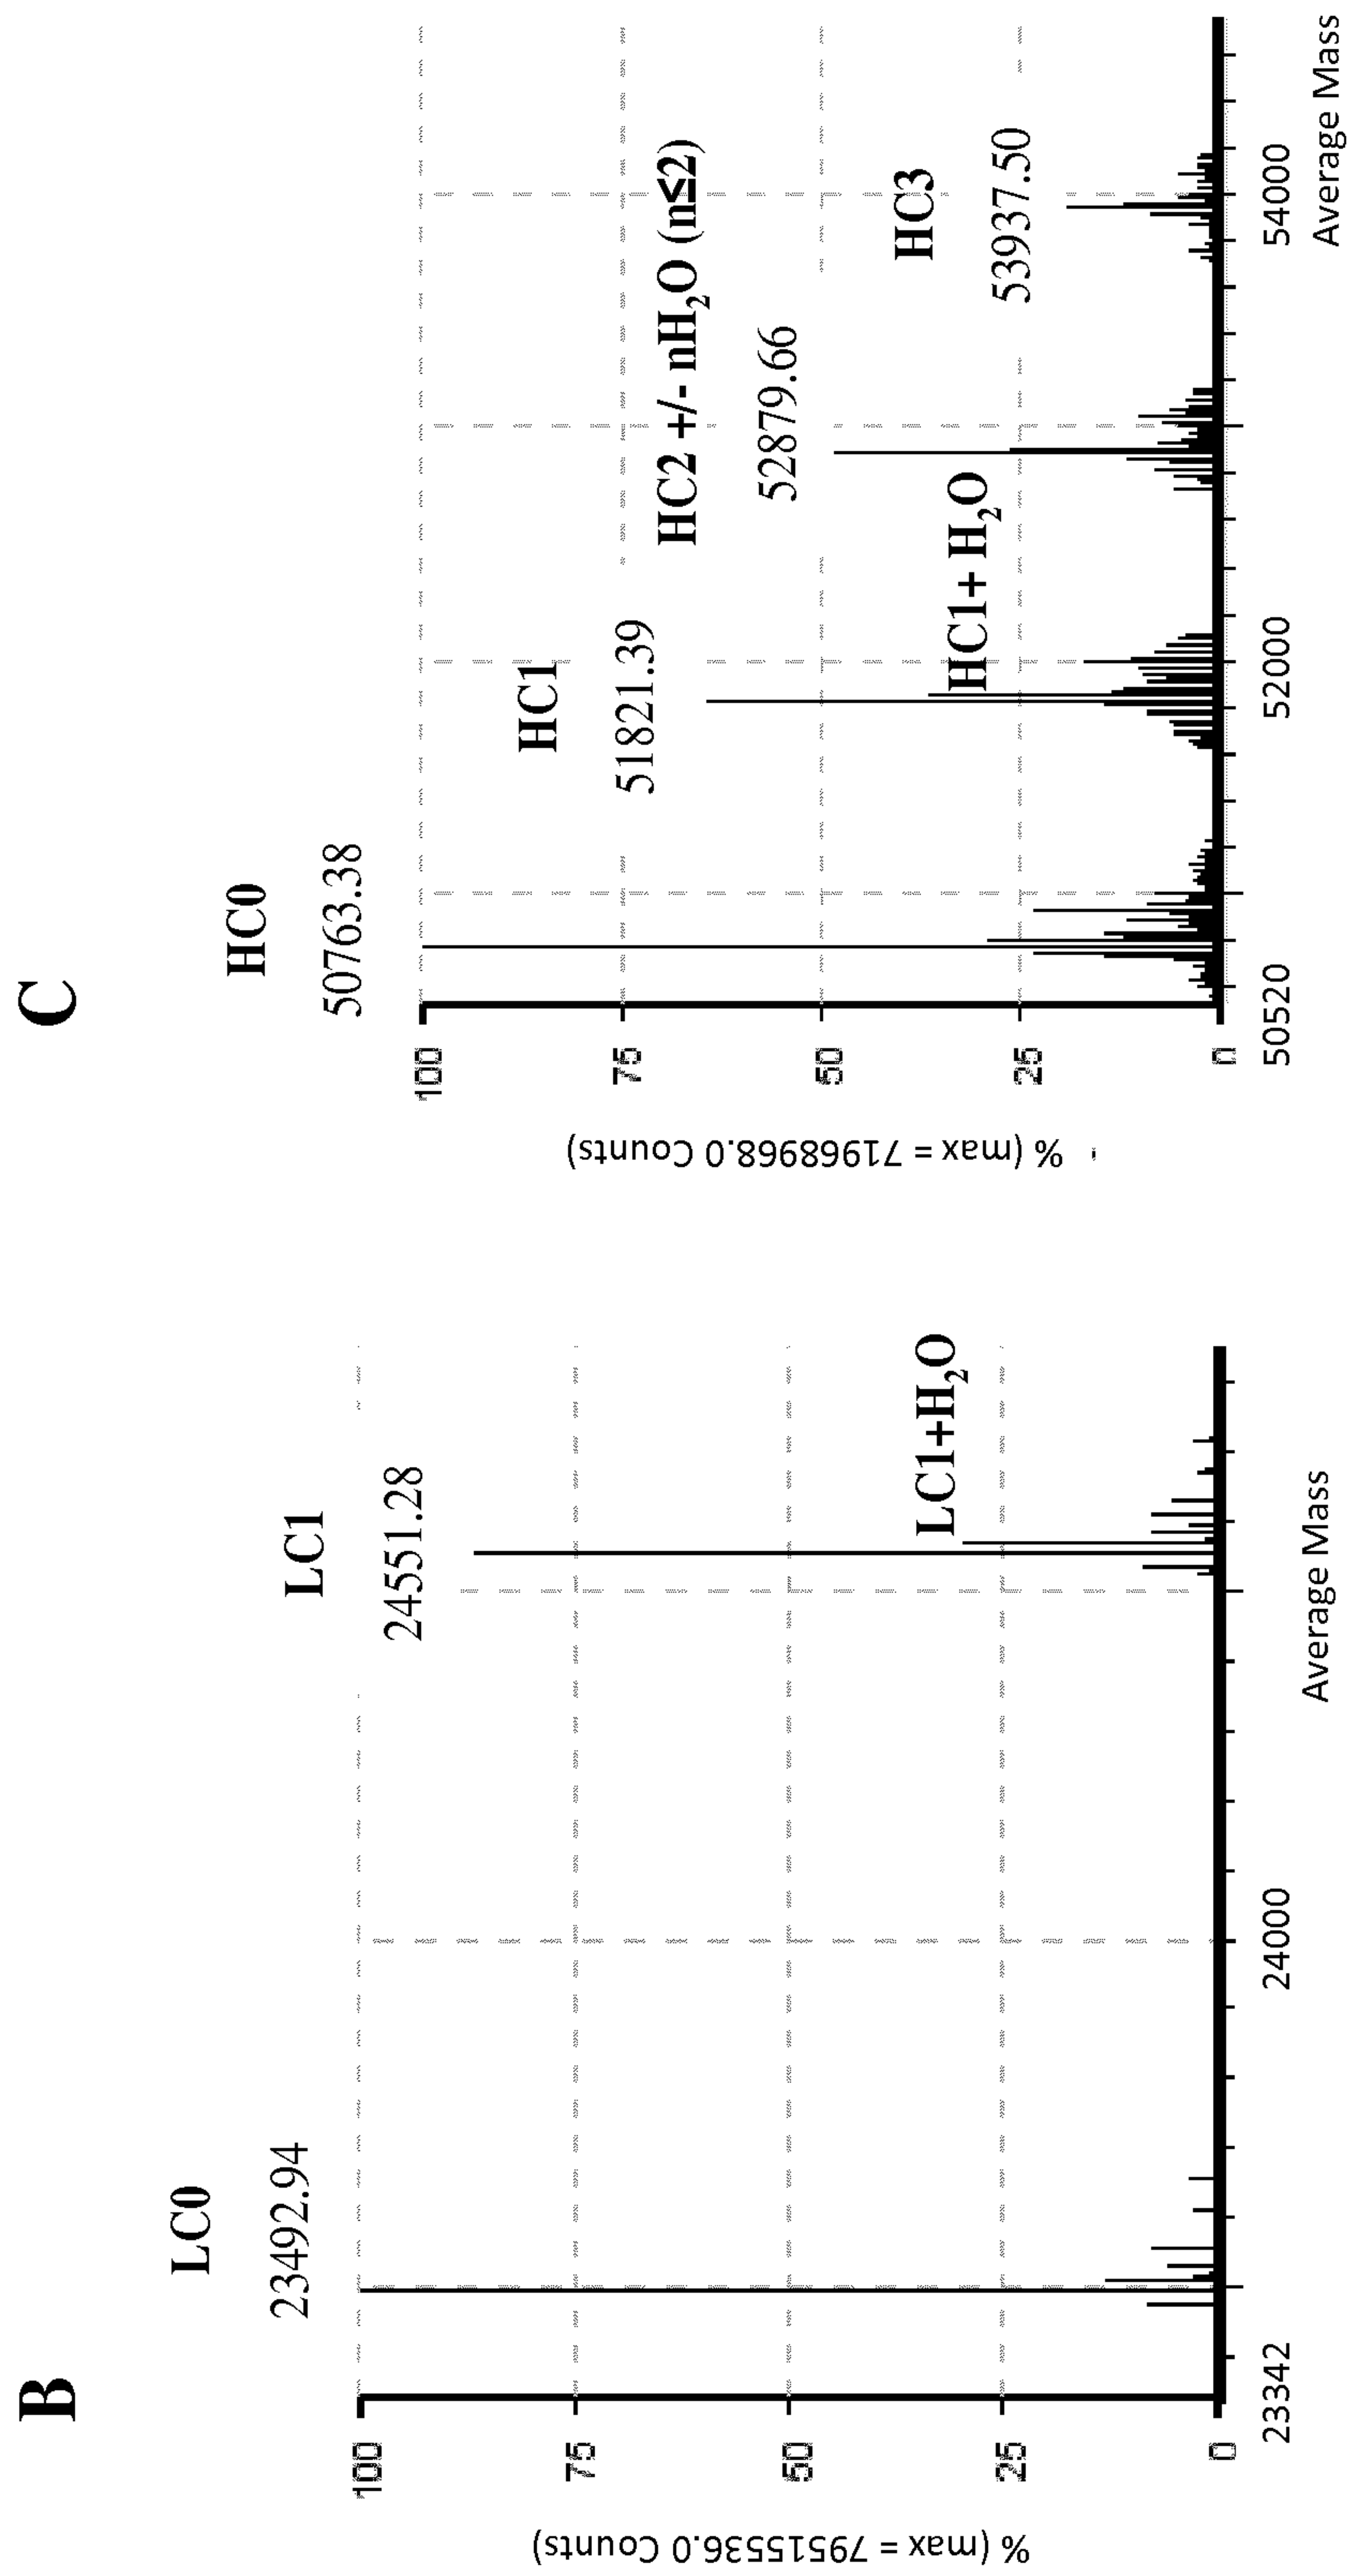 B
LC0
23492.94
LC1
24551.28
LC1+H₂O
100
75
50
25
0
% (max = 79515536.0 Counts)
23342
24000
Average Mass
C
HC0
50763.38
HC1
51821.39
HC1+ H₂O
HC2 +/- nH₂O (n≤2)
52879.66
HC3
53937.50
100
75
50
25
0
% (max = 71968968.0 Counts)
50520
52000
54000
Average Mass